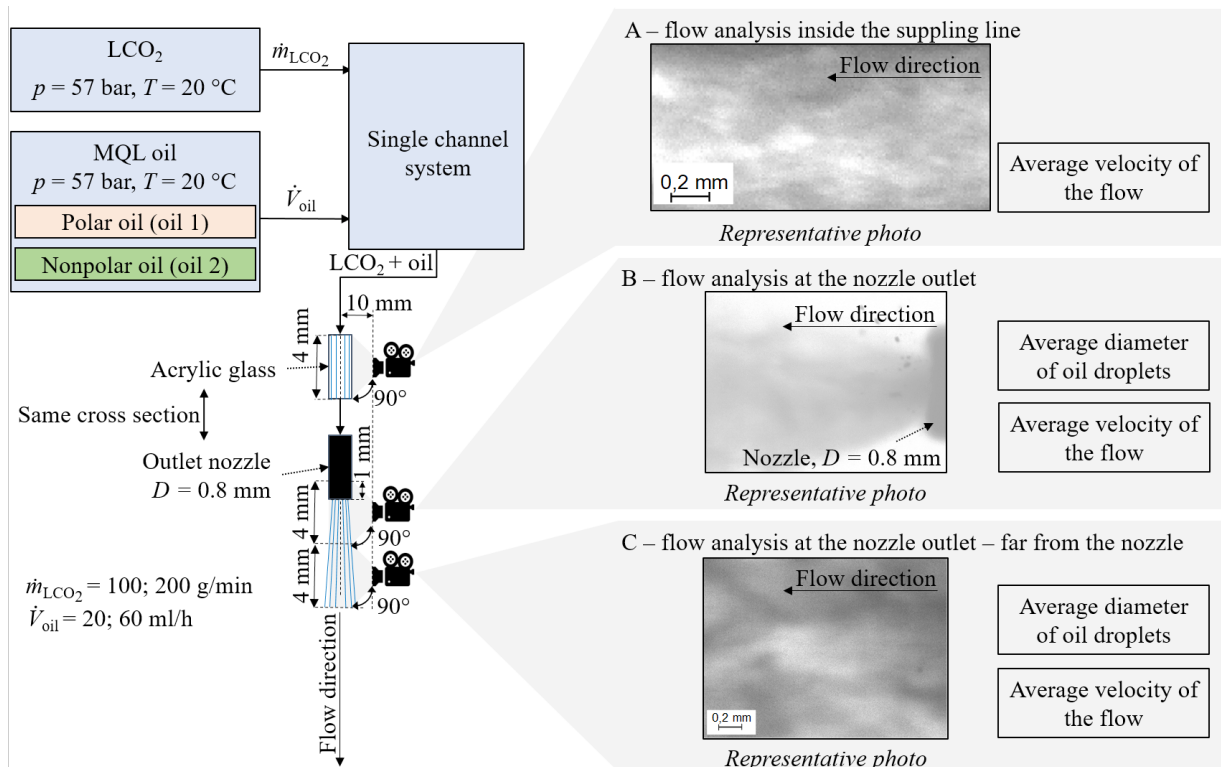 LCO₂
p = 57 bar, T = 20 °C
ṁLCO₂
MQL oil
p = 57 bar, T = 20 °C
Polar oil (oil 1)
Nonpolar oil (oil 2)
V̇oil
Single channel
system
LCO₂ + oil
10 mm
4 mm
Acrylic glass
90°
Same cross section
Outlet nozzle
D = 0.8 mm
1 mm
4 mm
90°
4 mm
90°
ṁLCO₂ = 100; 200 g/min
V̇oil = 20; 60 ml/h
Flow direction
A – flow analysis inside the suppling line
Flow direction
0,2 mm
Representative photo
Average velocity of
the flow
B – flow analysis at the nozzle outlet
Flow direction
Nozzle, D = 0.8 mm
Representative photo
Average diameter
of oil droplets
Average velocity of
the flow
C – flow analysis at the nozzle outlet – far from the nozzle
Flow direction
0,2 mm
Representative photo
Average diameter
of oil droplets
Average velocity of
the flow